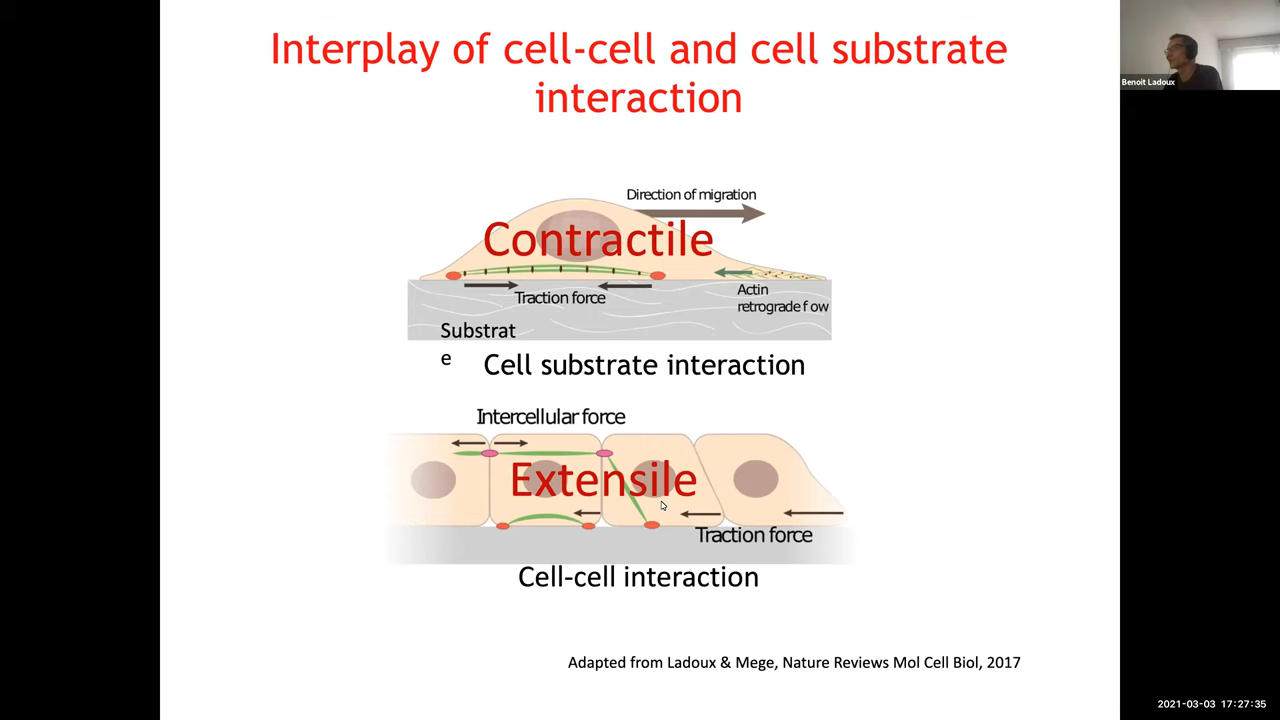 Interplay of cell-cell and cell substrate
interaction
Benoit Ladoux
Direction of migration
Contractile
Traction force
Actin
retrograde f ow
Substrat
e
Cell substrate interaction
Intercellular force
Extensile
Traction force
Cell-cell interaction
Adapted from Ladoux & Mege, Nature Reviews Mol Cell Biol, 2017
2021-03-03 17:27:35